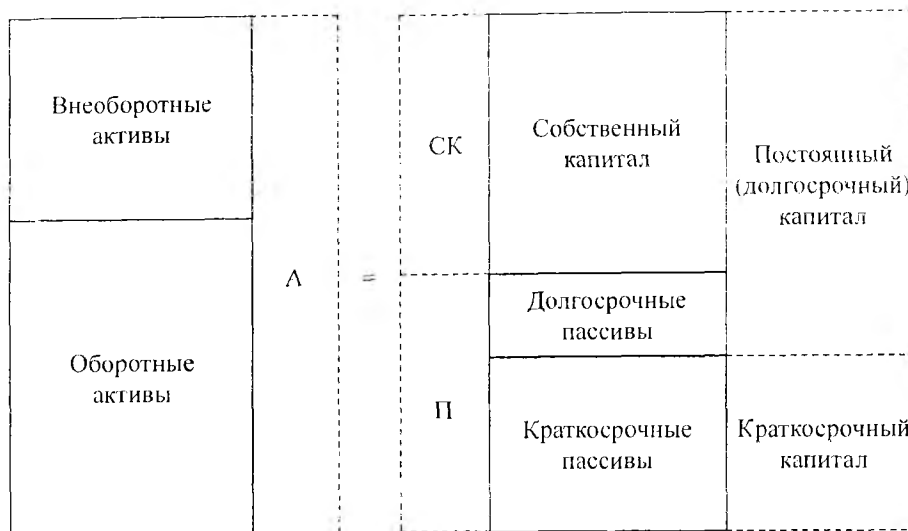 Внеоборотные
активы
Оборотные
активы
А
=
СК
П
Собственный
капитал
Долгосрочные
пассивы
Краткосрочные
пассивы
Постоянный
(долгосрочный)
капитал
Краткосрочный
капитал